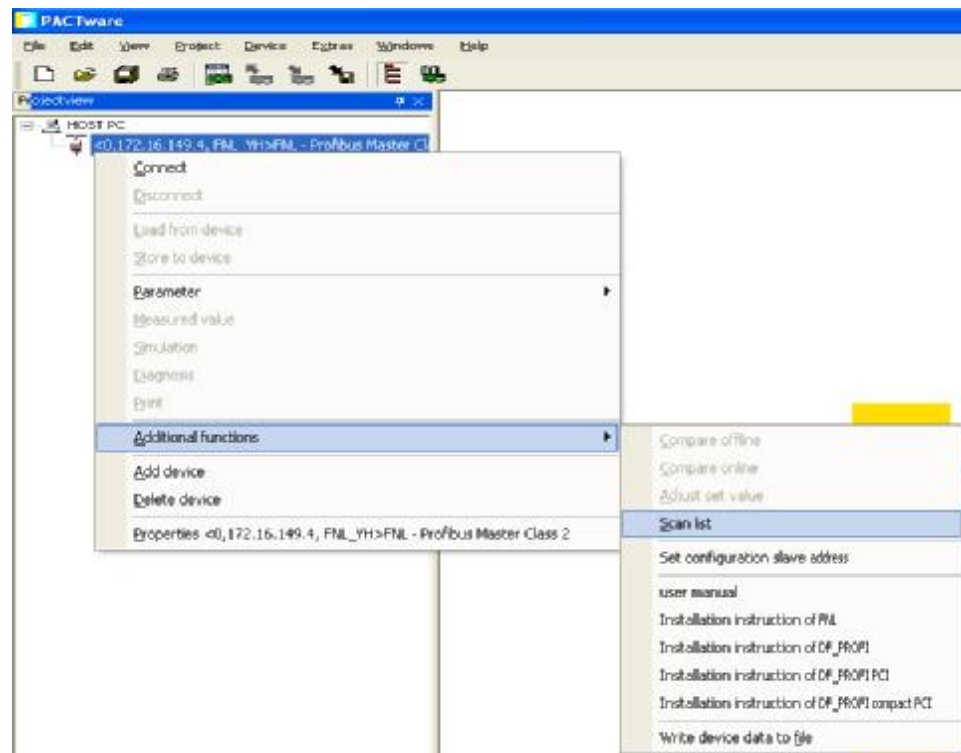 PACTware
File Edit View Project Device Extras Windows Help
Projectview
HOST PC
<0,172.16.149.4, FNL_YH>FNL - Profibus Master Cl
Connect
Disconnect
Load from device
Store to device
Parameter
Measured value
Simulation
Diagnosis
Print
Additional functions
Add device
Delete device
Properties <0,172.16.149.4, FNL_YH>FNL - Profibus Master Class 2
Compare offline
Compare online
Adjust set value
Scan list
Set configuration slave address
user manual
Installation instruction of FNL
Installation instruction of DF_PROFI
Installation instruction of DF_PROFI PCI
Installation instruction of DF_PROFI compact PCI
Write device data to file